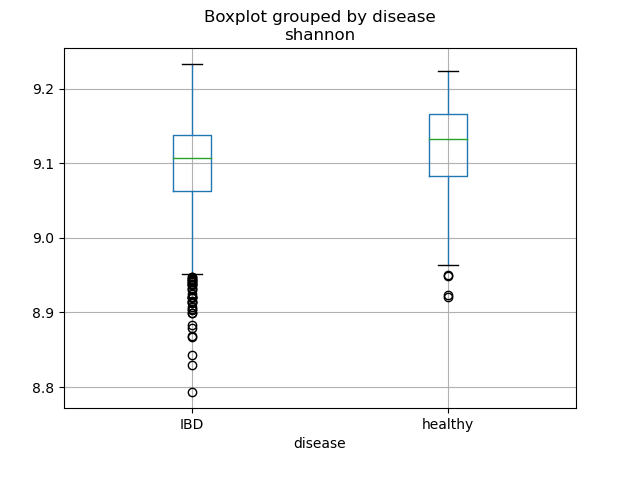 Boxplot grouped by disease
shannon
9.2
9.1
9.0
8.9
8.8
IBD healthy
disease